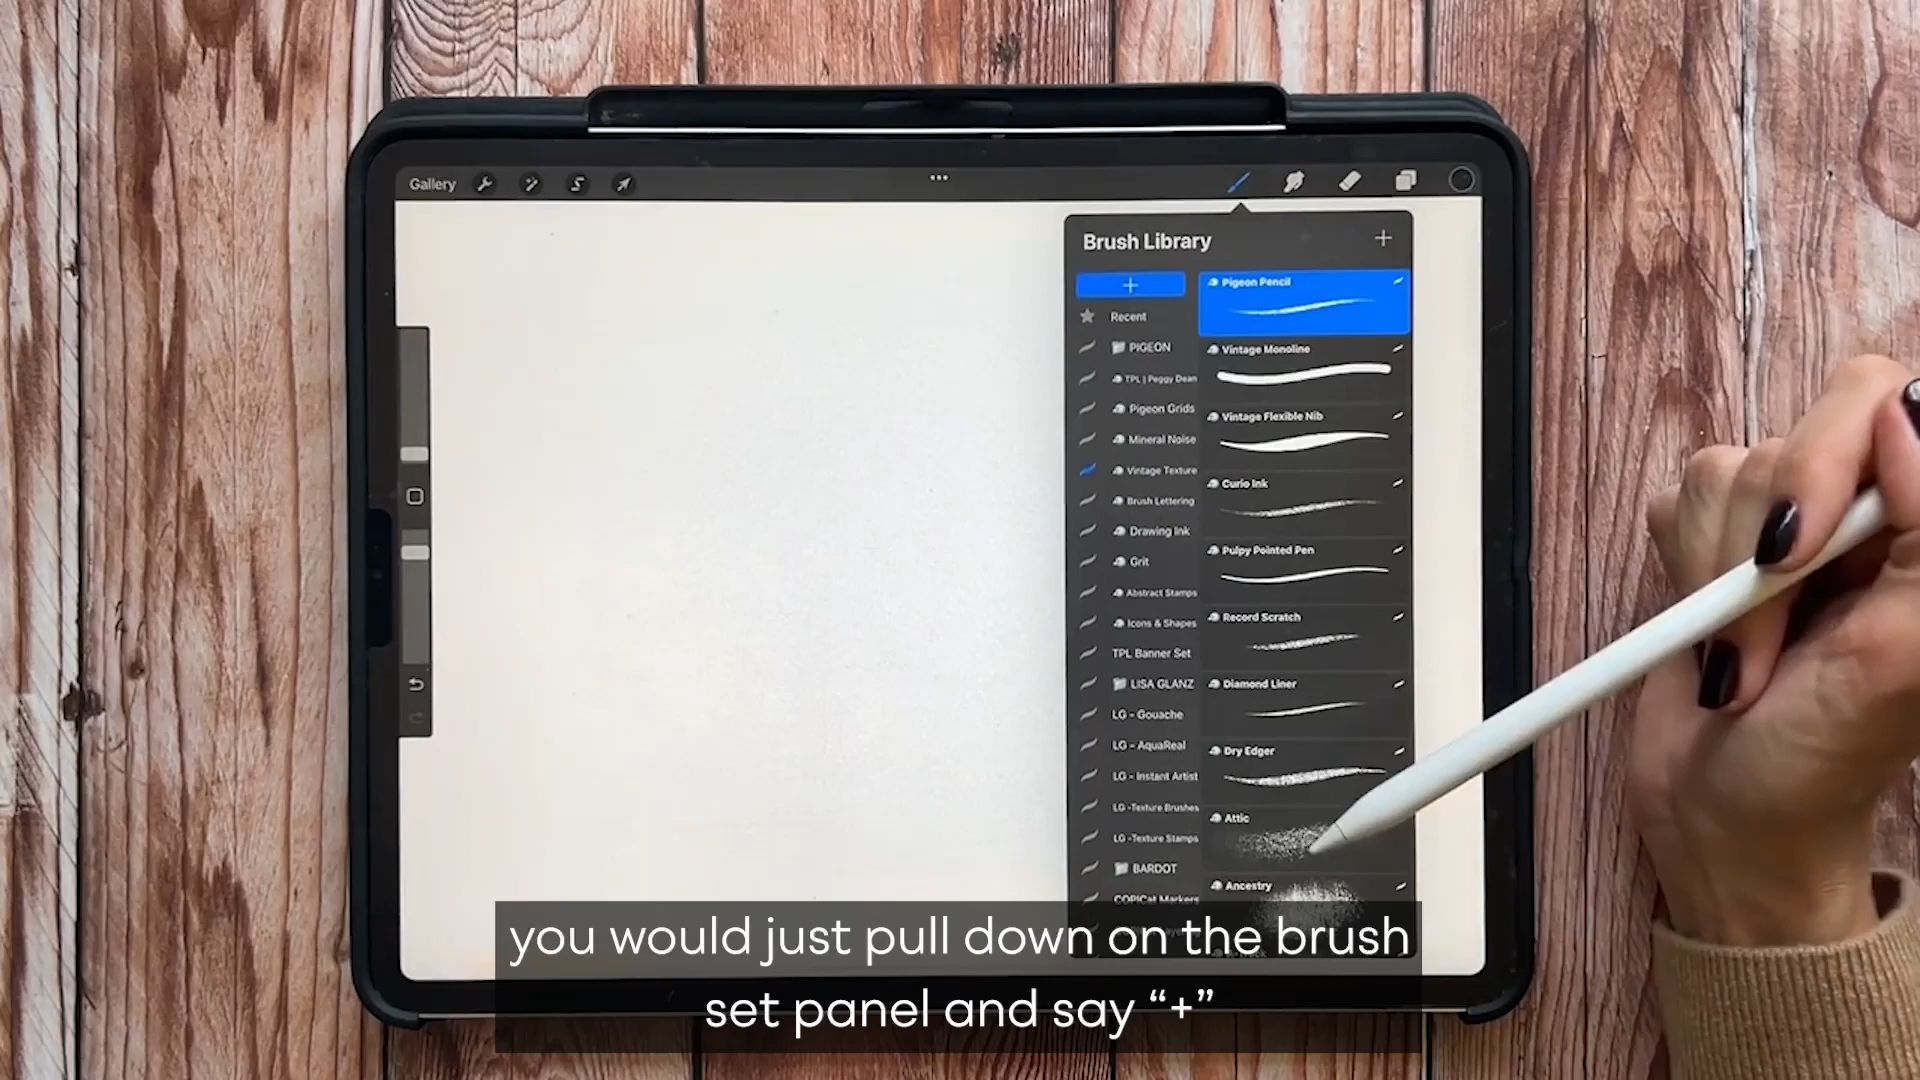 Gallery
Brush Library
Recent
PIGEON
TPL | Peggy Dean
Pigeon Grids
Mineral Noise
Vintage Texture
Brush Lettering
Drawing Ink
Grit
Abstract Stamps
Icons & Shapes
TPL Banner Set
LISA GLANZ
LG - Gouache
LG - AquaReal
LG - Instant Artist
LG -Texture Brushes
LG -Texture Stamps
BARDOT
COPICat Markers
Pigeon Pencil
Vintage Monoline
Vintage Flexible Nib
Curio Ink
Pulpy Pointed Pen
Record Scratch
Diamond Liner
Dry Edger
Attic
Ancestry
you would just pull down on the brush
set panel and say “+”